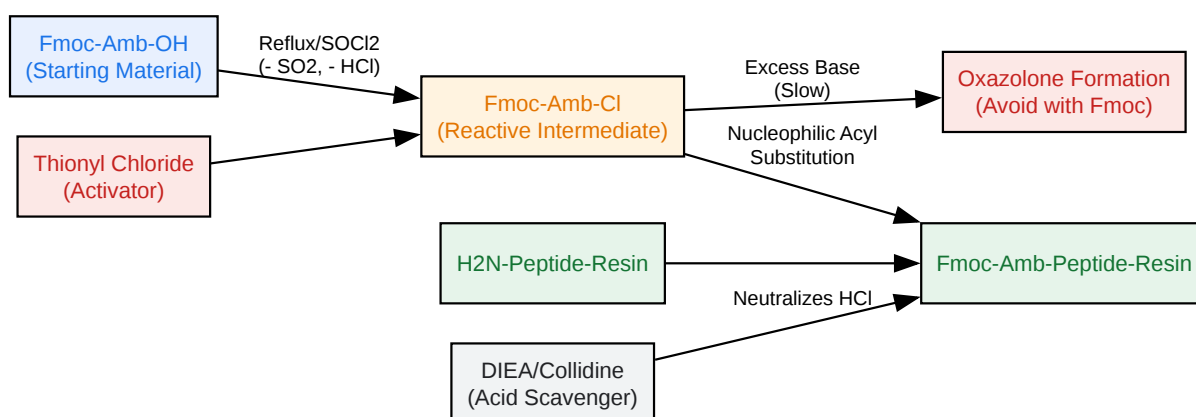 Fmoc-Amb-OH
(Starting Material)
Reflux/SOCl2
(- SO2, - HCl)
Thionyl Chloride
(Activator)
Fmoc-Amb-Cl
(Reactive Intermediate)
Excess Base
(Slow)
Oxazolone Formation
(Avoid with Fmoc)
Nucleophilic Acyl
Substitution
H2N-Peptide-Resin
Fmoc-Amb-Peptide-Resin
Neutralizes HCl
DIEA/Collidine
(Acid Scavenger)